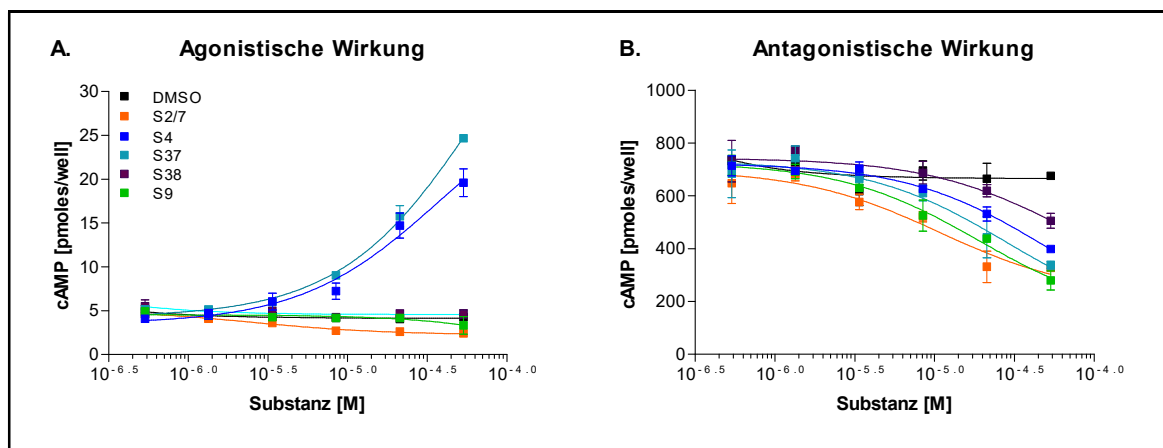 A. Agonistische Wirkung
30
25
20
15
10
5
0
cAMP [pmoles/well]
DMSO
S2/7
S4
S37
S38
S9
10-6.5 10-6.0 10-5.5 10-5.0 10-4.5 10-4.0
Substanz [M]
B. Antagonistische Wirkung
1000
800
600
400
200
0
cAMP [pmoles/well]
10-6.5 10-6.0 10-5.5 10-5.0 10-4.5 10-4.0
Substanz [M]